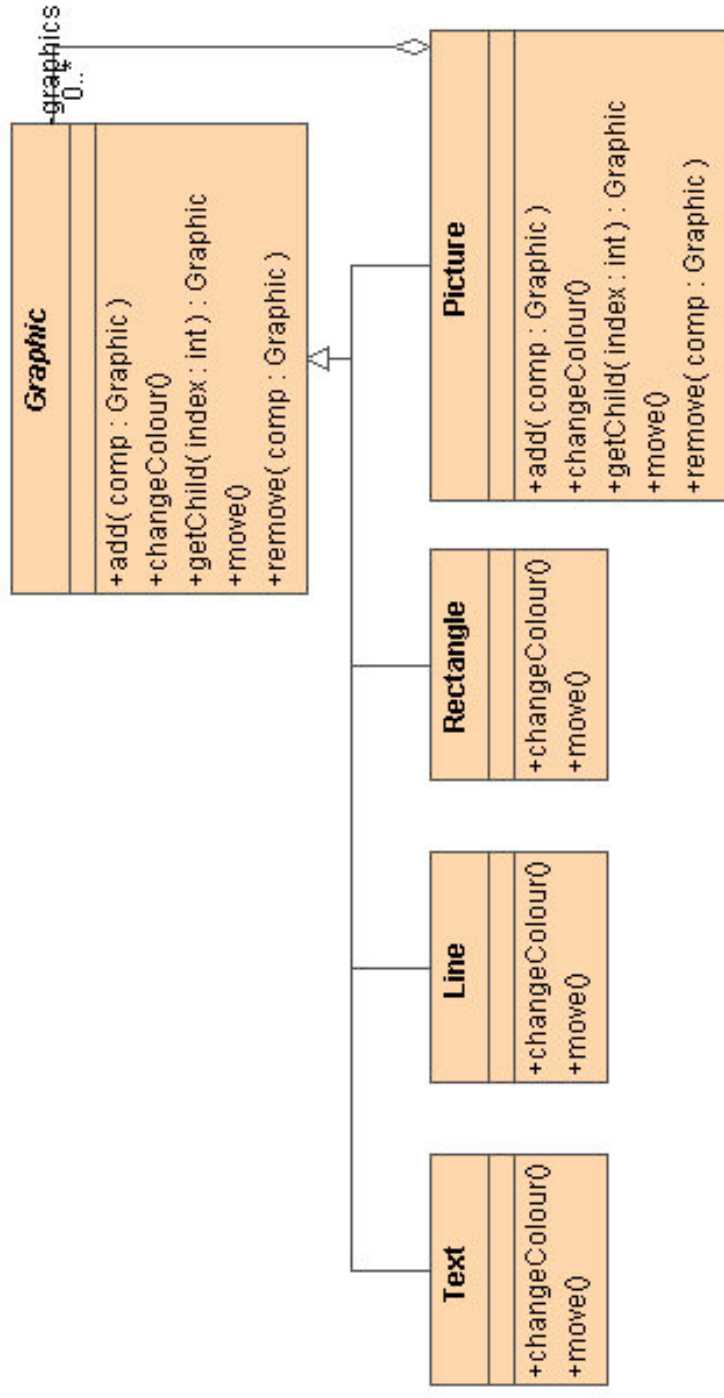 Graphic
+add( comp : Graphic )
+changeColour()
+getChild( index : int ) : Graphic
+move()
+remove( comp : Graphic )
-graphics
0..*
Text
+changeColour()
+move()
Line
+changeColour()
+move()
Rectangle
+changeColour()
+move()
Picture
+add( comp : Graphic )
+changeColour()
+getChild( index : int ) : Graphic
+move()
+remove( comp : Graphic )